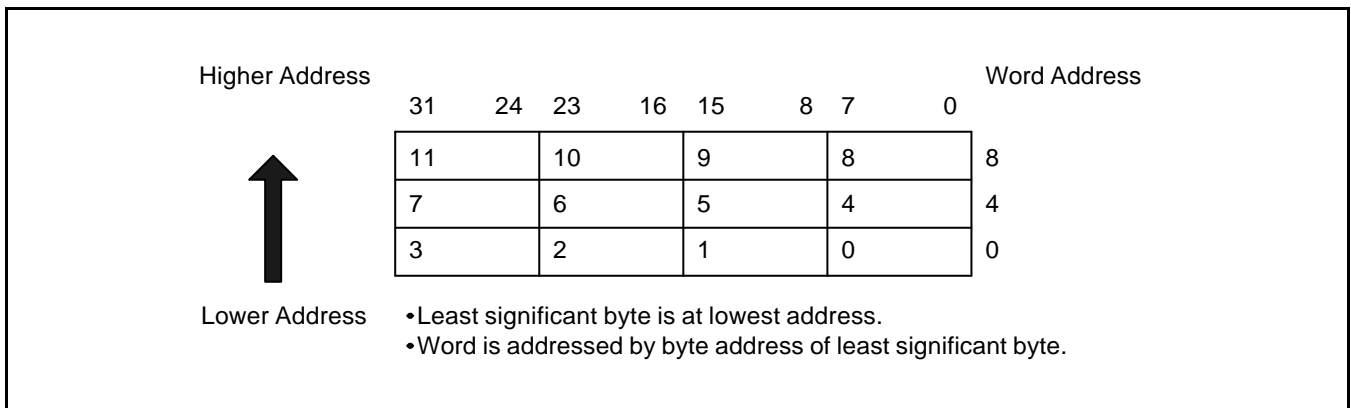 Higher Address Word Address
31 24 23 16 15 8 7 0
11 10 9 8 8
7 6 5 4 4
3 2 1 0 0
Lower Address •Least significant byte is at lowest address.
•Word is addressed by byte address of least significant byte.